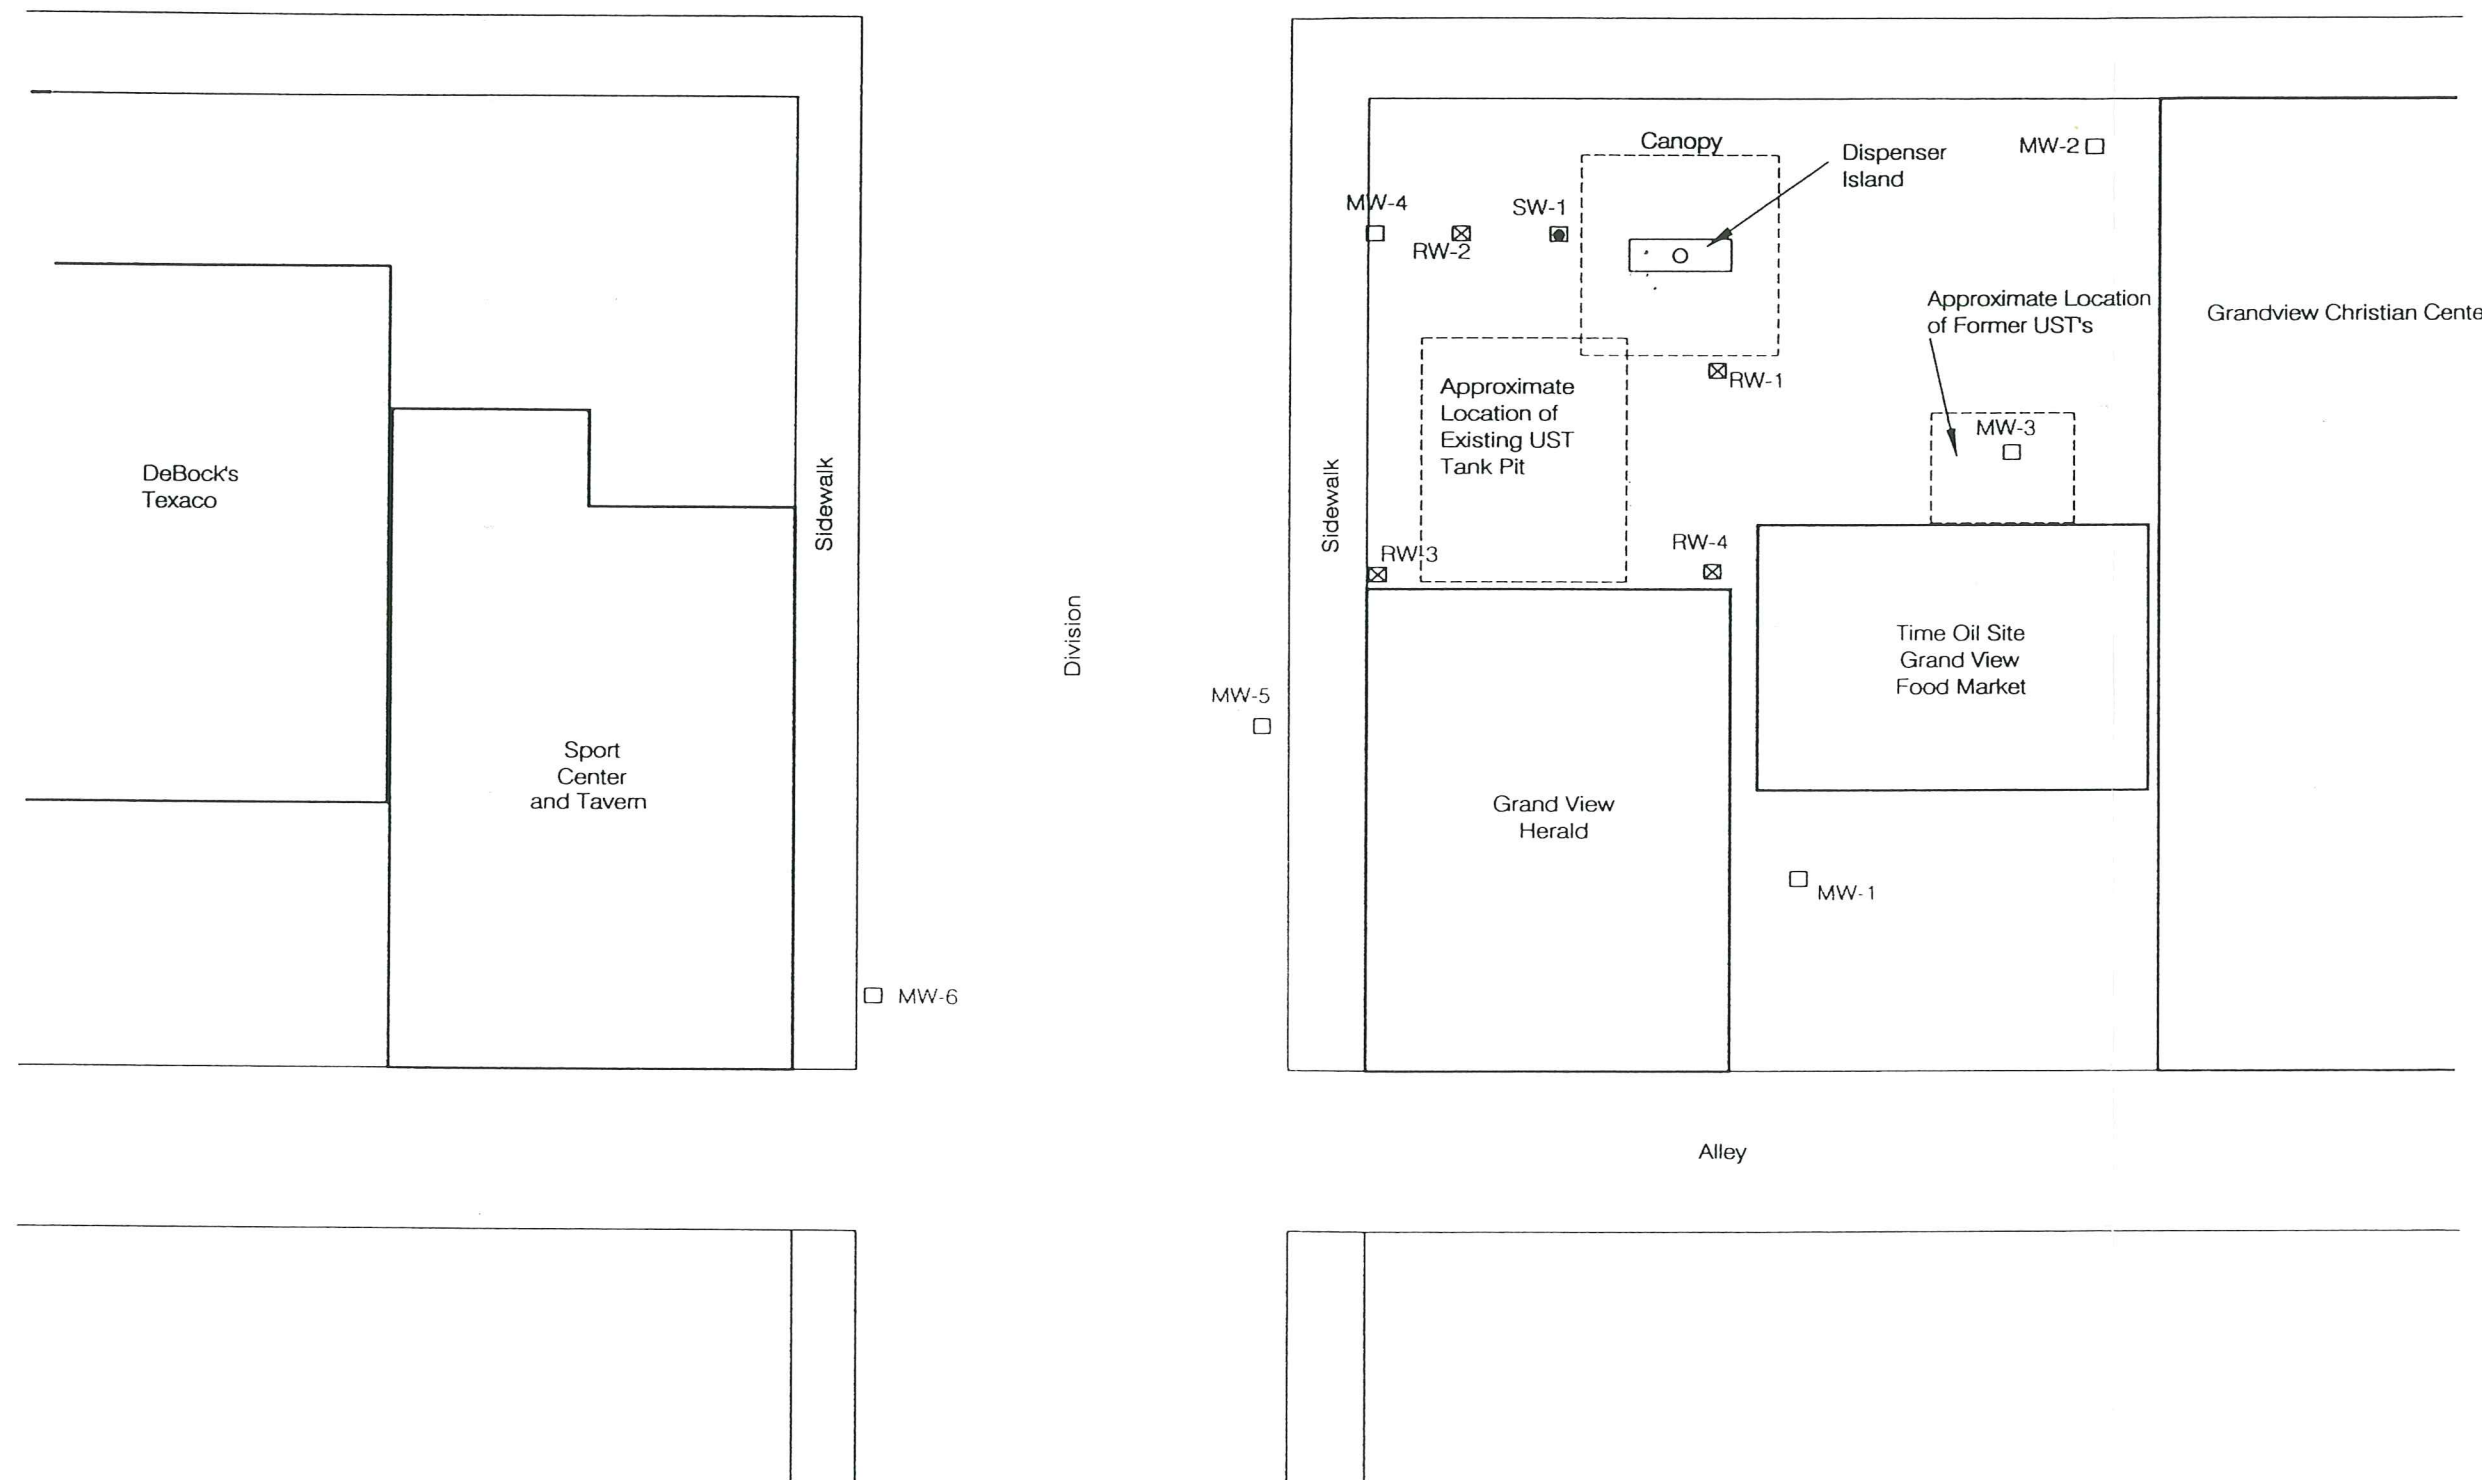 Canopy
Dispenser
Island
MW-2
MW-4
SW-1
RW-2
Approximate Location
of Former UST's
Grandview Christian Cente
RW-1
Approximate
Location of
Existing UST
Tank Pit
MW-3
DeBock's
Texaco
Sidewalk
Sidewalk
RW-3
RW-4
Division
Time Oil Site
Grand View
Food Market
MW-5
Sport
Center
and Tavern
Grand View
Herald
MW-1
MW-6
Alley